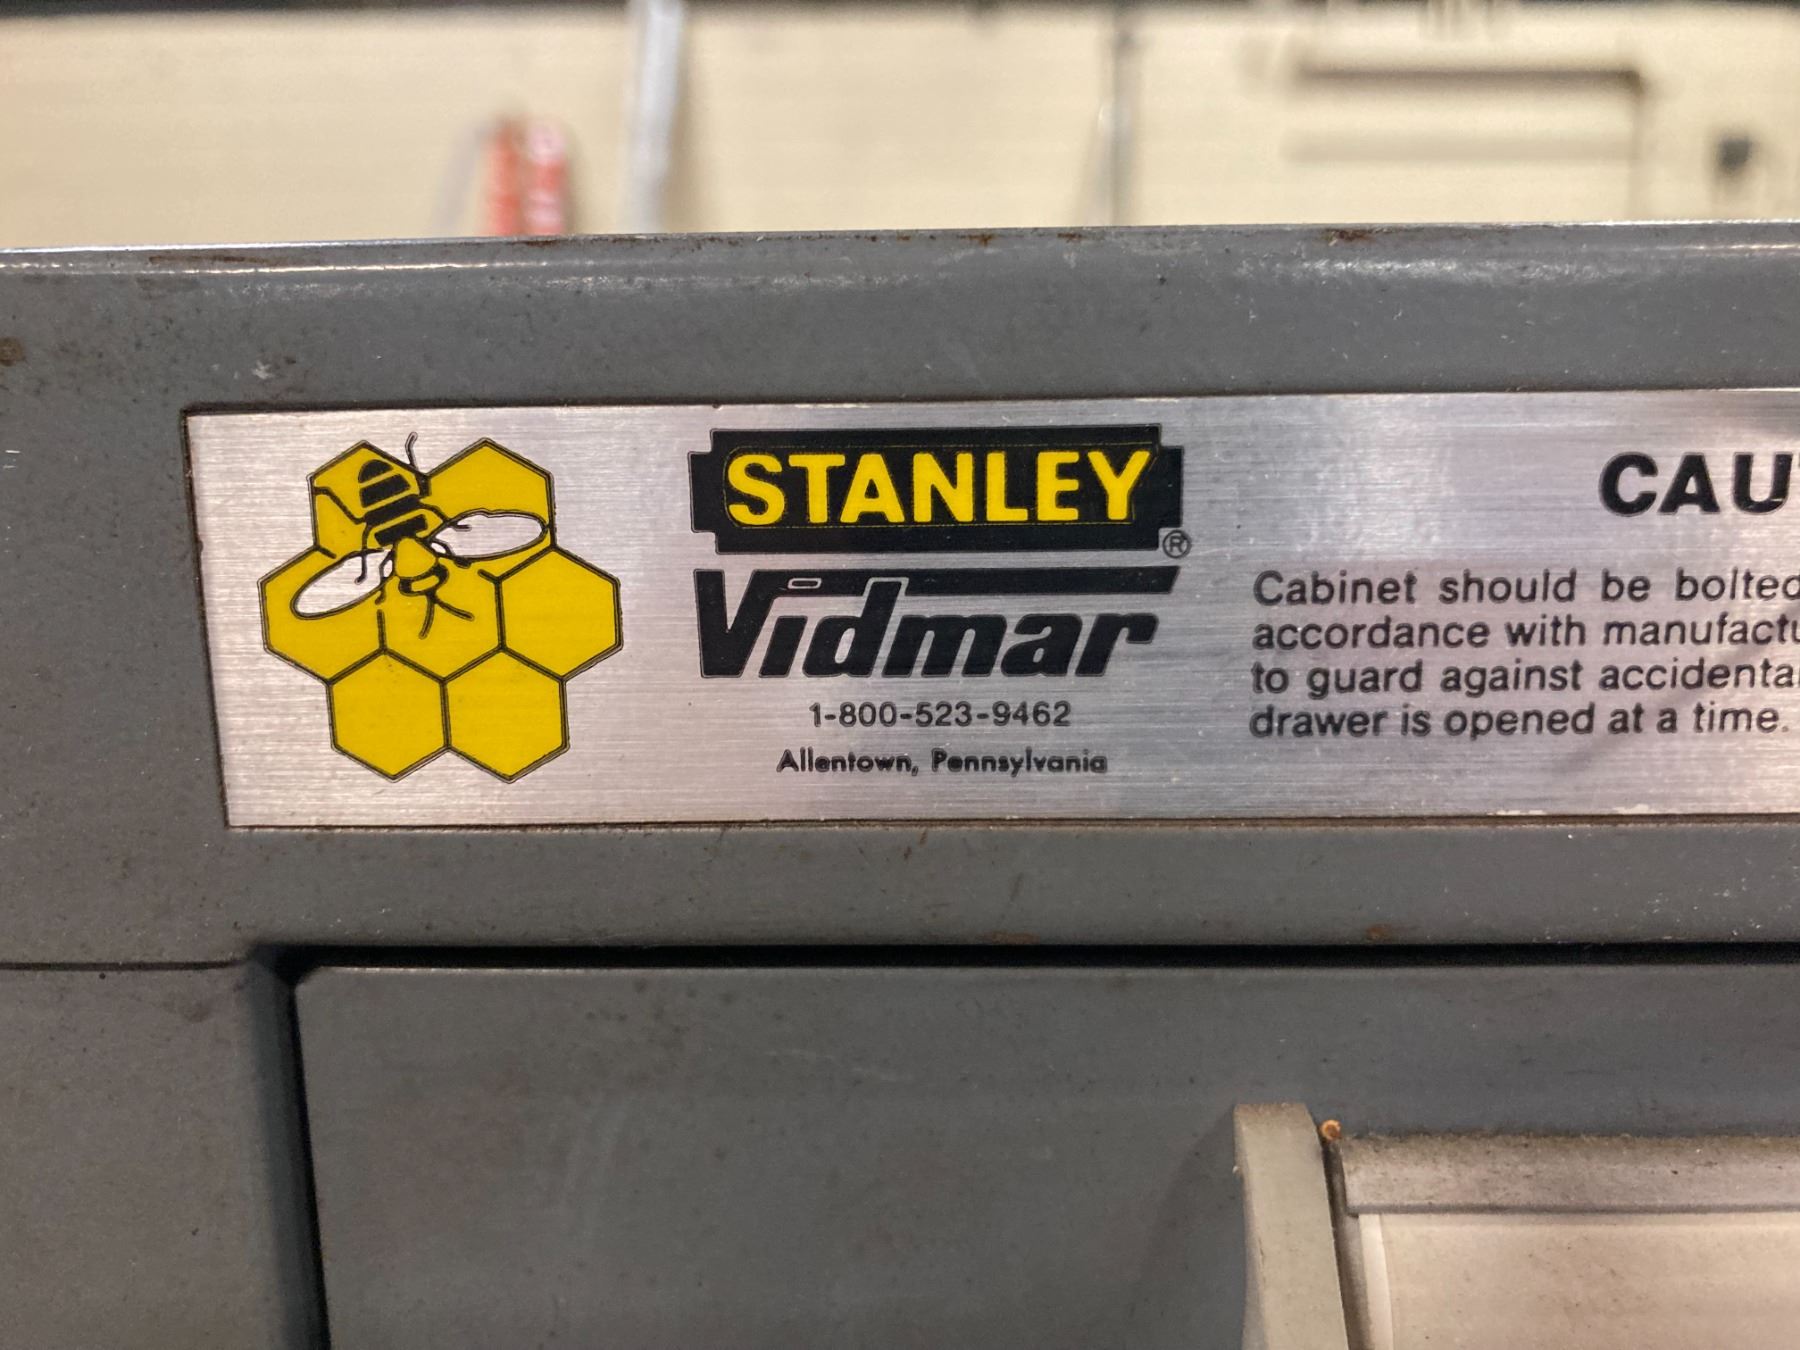 STANLEY
®
Vidmar
1-800-523-9462
Allentown, Pennsylvania
CAU
Cabinet should be bolted
accordance with manufactu
to guard against accidenta
drawer is opened at a time.